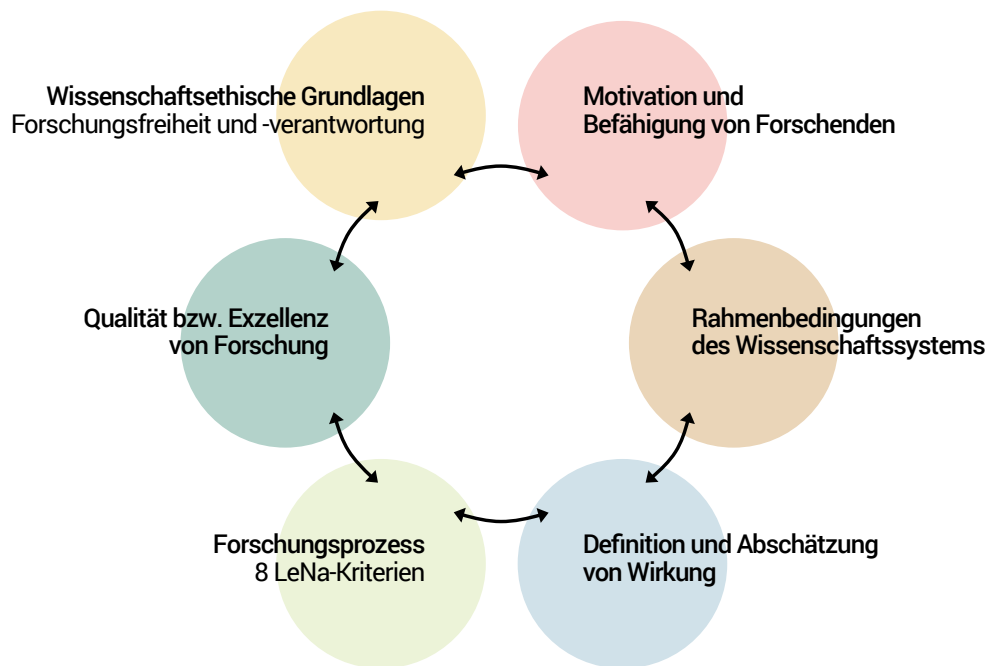 Wissenschaftsethische Grundlagen
Forschungsfreiheit und -verantwortung
Motivation und
Befähigung von Forschenden
Qualität bzw. Exzellenz
von Forschung
Rahmenbedingungen
des Wissenschaftssystems
Forschungsprozess
8 LeNa-Kriterien
Definition und Abschätzung
von Wirkung